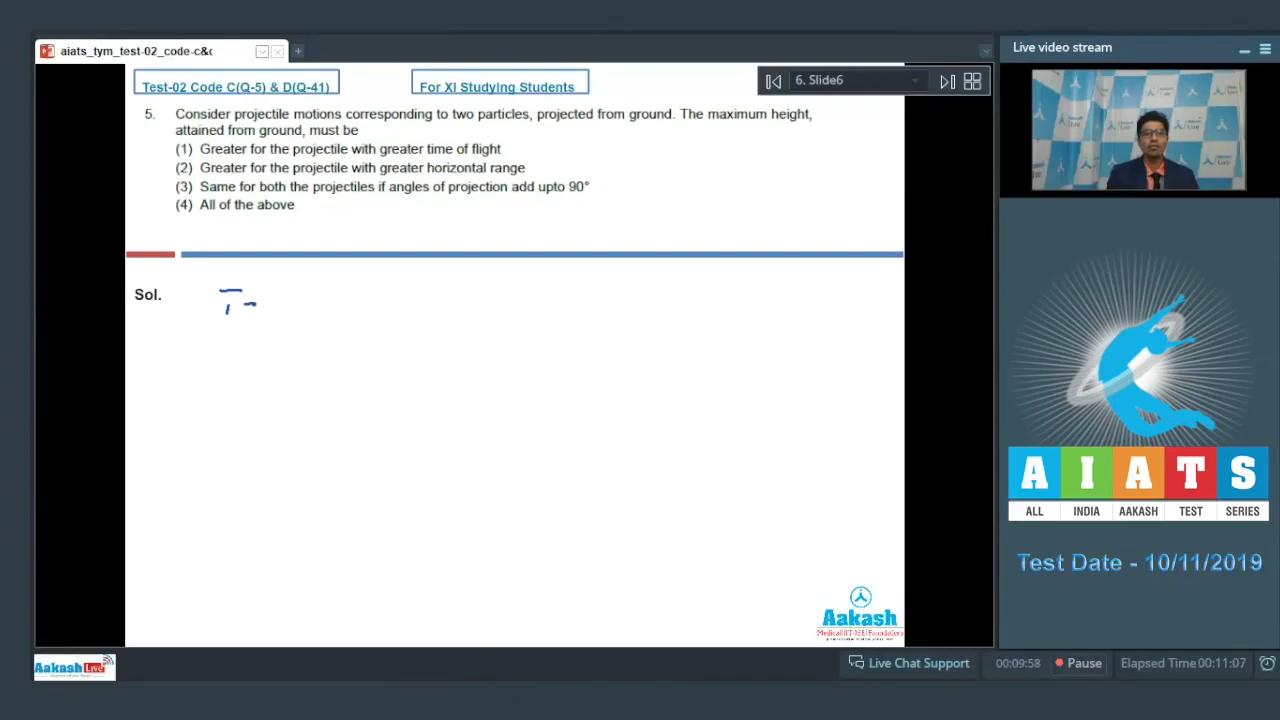 aiats_tym_test-02_code-c&c
Live video stream
Test-02 Code C(Q-5) & D(Q-41)
For XI Studying Students
6. Slide6
5. Consider projectile motions corresponding to two particles, projected from ground. The maximum height,
attained from ground, must be
(1) Greater for the projectile with greater time of flight
(2) Greater for the projectile with greater horizontal range
(3) Same for both the projectiles if angles of projection add upto 90°
(4) All of the above
Sol.
T =
A I A T S
ALL INDIA AAKASH TEST SERIES
Test Date - 10/11/2019
Aakash
Medical|IIT-JEE|Foundations
Aakash Live
Live Chat Support
00:09:58
Pause
Elapsed Time 00:11:07